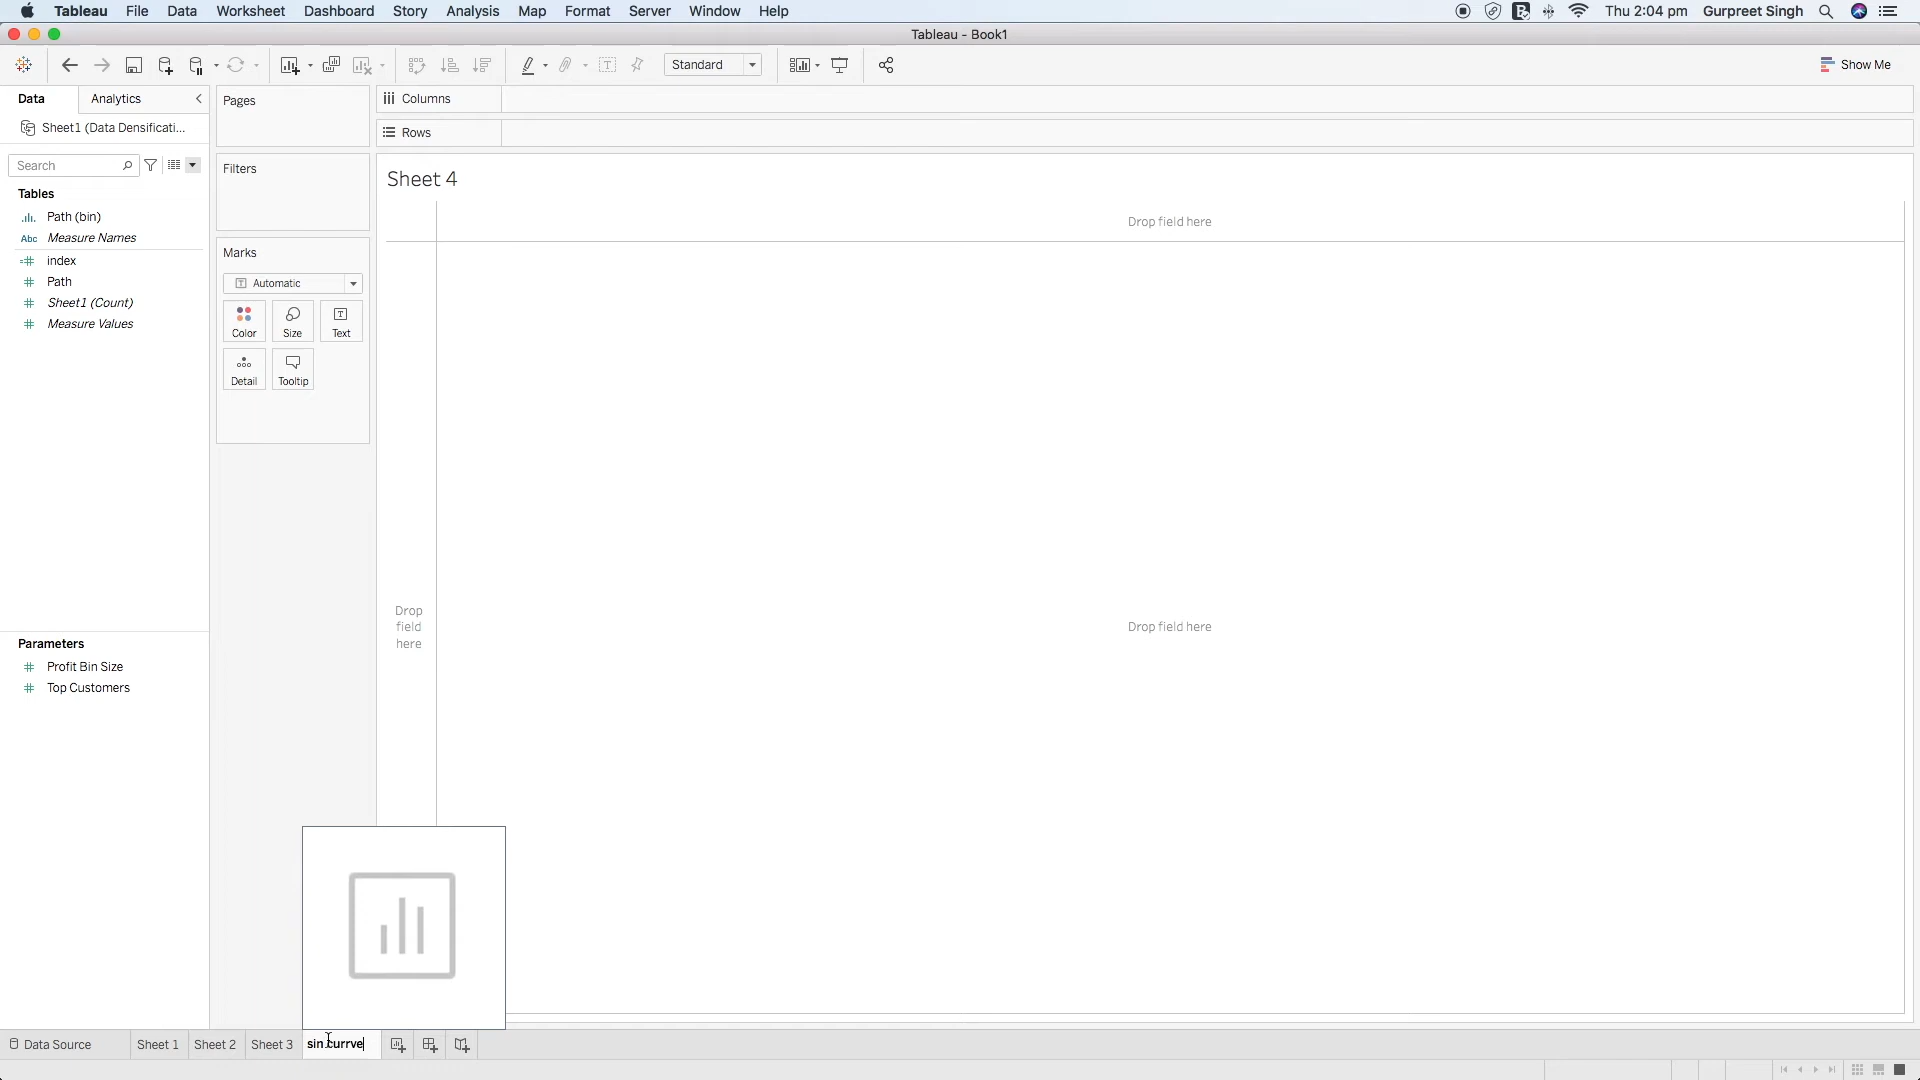 Tableau File Data Worksheet Dashboard Story Analysis Map Format Server Window Help Thu 2:04 pm Gurpreet Singh
Tableau - Book1
Standard Show Me
Data Analytics
Sheet1 (Data Densificati...
Search
Tables
Path (bin)
Abc Measure Names
index
Path
Sheet1 (Count)
Measure Values
Parameters
Profit Bin Size
Top Customers
Pages
Filters
Marks
Automatic
Color Size Text
Detail Tooltip
Columns
Rows
Sheet 4
Drop field here
Drop
field
here
Drop field here
Data Source Sheet 1 Sheet 2 Sheet 3 sin currve